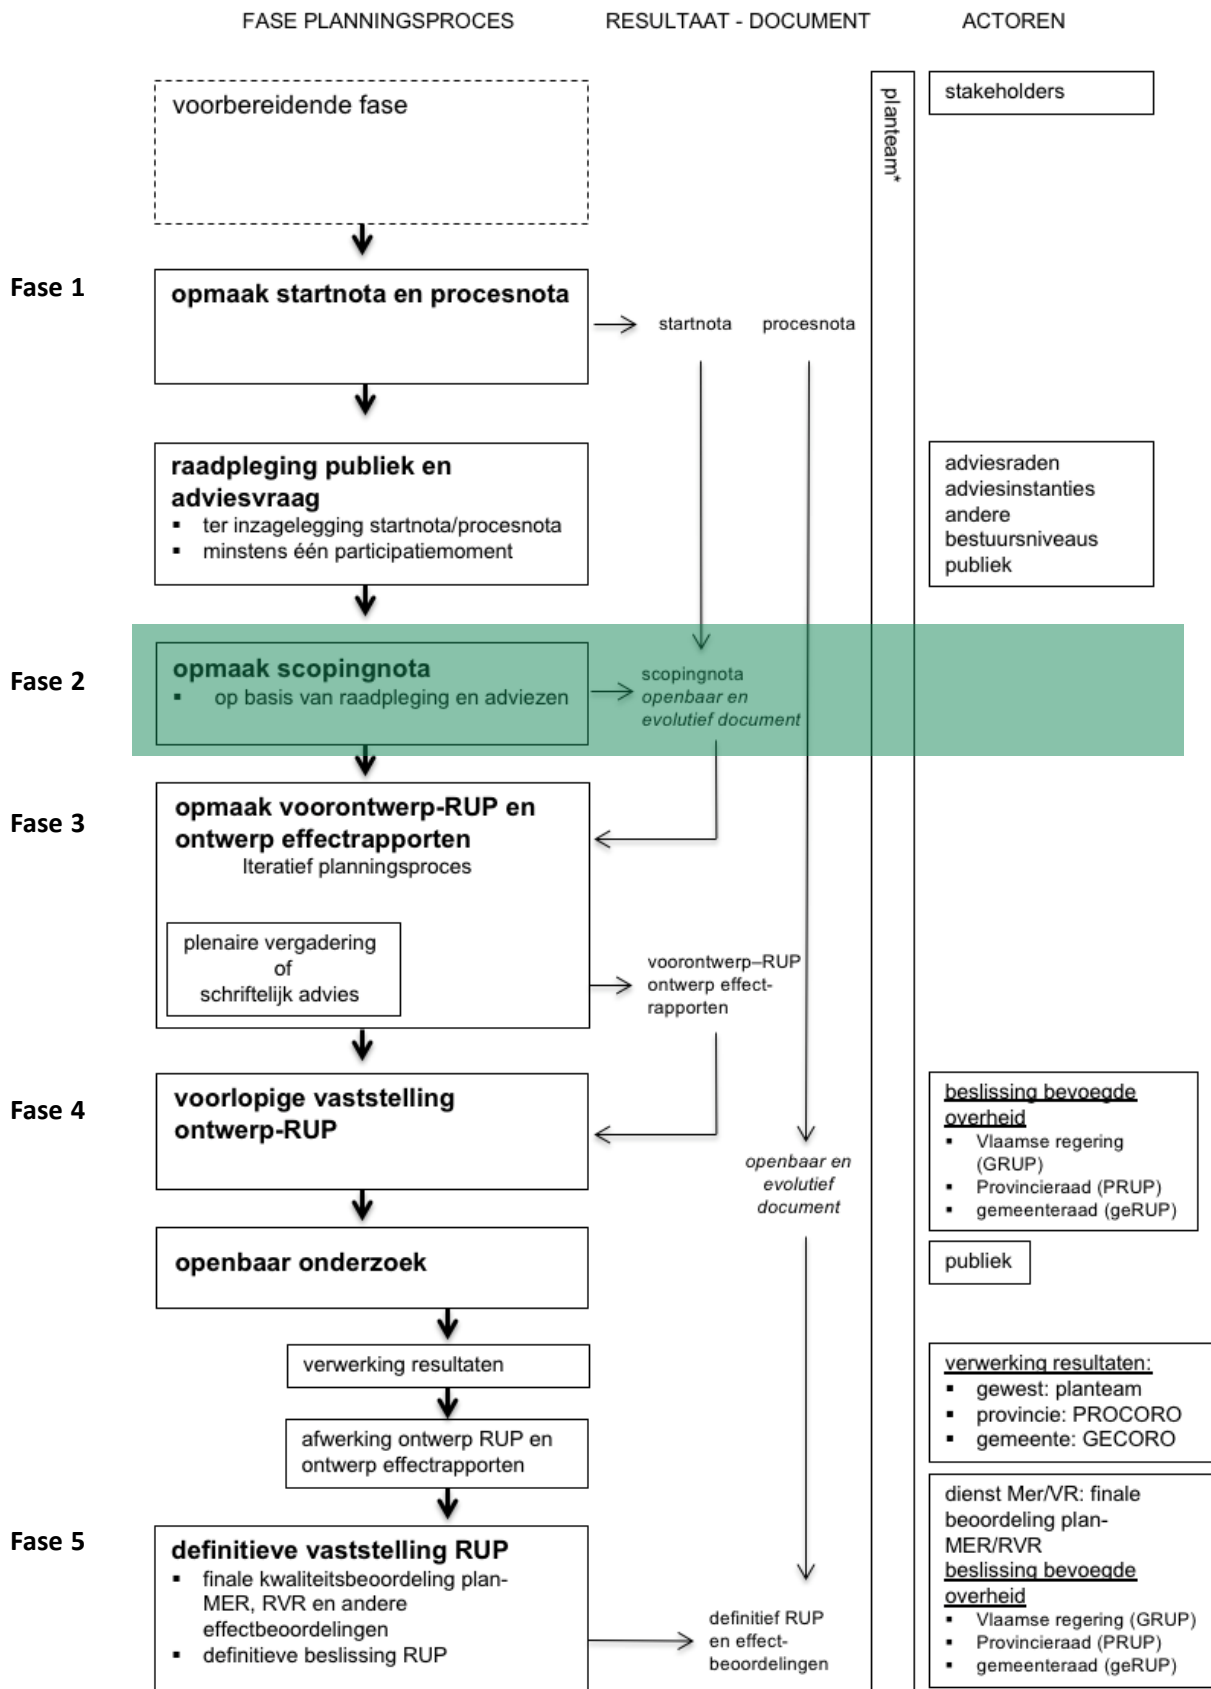 FASE PLANNINGSPROCES
RESULTAAT - DOCUMENT
ACTOREN
voorbereidende fase
planteam*
stakeholders
Fase 1
opmaak startnota en procesnota
startnota
procesnota
raadpleging publiek en
adviesvraag
▪ ter inzagelegging startnota/procesnota
▪ minstens één participatiemoment
adviesraden
adviesinstanties
andere
bestuursniveaus
publiek
Fase 2
opmaak scopingnota
▪ op basis van raadpleging en adviezen
scopingnota
openbaar en
evolutief document
Fase 3
opmaak voorontwerp-RUP en
ontwerp effectrapporten
Iteratief planningsproces
plenaire vergadering
of
schriftelijk advies
voorontwerp–RUP
ontwerp effect-
rapporten
Fase 4
voorlopige vaststelling
ontwerp-RUP
openbaar en
evolutief
document
beslissing bevoegde
overheid
▪ Vlaamse regering
(GRUP)
▪ Provincieraad (PRUP)
▪ gemeenteraad (geRUP)
openbaar onderzoek
publiek
verwerking resultaten
verwerking resultaten:
▪ gewest: planteam
▪ provincie: PROCORO
▪ gemeente: GECORO
afwerking ontwerp RUP en
ontwerp effectrapporten
Fase 5
definitieve vaststelling RUP
▪ finale kwaliteitsbeoordeling plan-
MER, RVR en andere
effectbeoordelingen
▪ definitieve beslissing RUP
definitief RUP
en effect-
beoordelingen
dienst Mer/VR: finale
beoordeling plan-
MER/RVR
beslissing bevoegde
overheid
▪ Vlaamse regering (GRUP)
▪ Provincieraad (PRUP)
▪ gemeenteraad (geRUP)